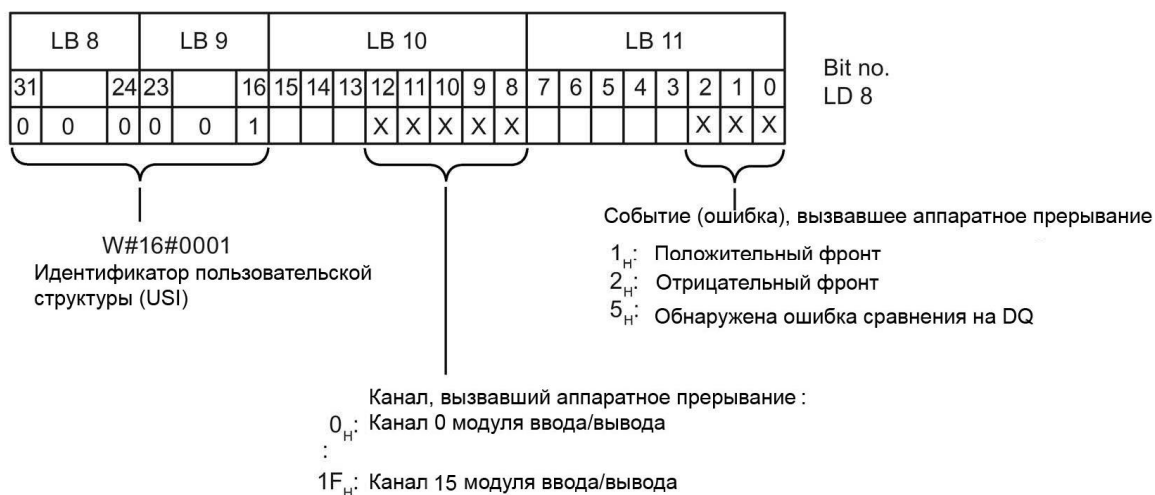 LB 8 LB 9 LB 10 LB 11
31 24 23 16 15 14 13 12 11 10 9 8 7 6 5 4 3 2 1 0
Bit no.
LD 8
0 0 0 0 0 1 X X X X X X X X
W#16#0001
Идентификатор пользовательской
структуры (USI)
Событие (ошибка), вызвавшее аппаратное прерывание
1H: Положительный фронт
2H: Отрицательный фронт
5H: Обнаружена ошибка сравнения на DQ
Канал, вызвавший аппаратное прерывание :
0H: Канал 0 модуля ввода/вывода
:
1FH: Канал 15 модуля ввода/вывода